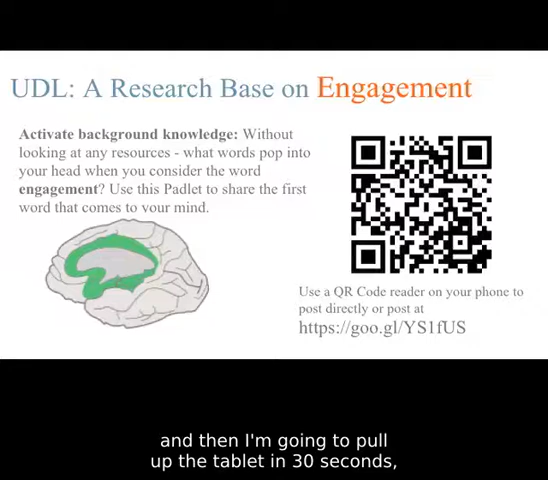 UDL: A Research Base on Engagement
Activate background knowledge: Without
looking at any resources - what words pop into
your head when you consider the word
engagement? Use this Padlet to share the first
word that comes to your mind.
Use a QR Code reader on your phone to
post directly or post at
https://goo.gl/YS1fUS
and then I'm going to pull
up the tablet in 30 seconds,